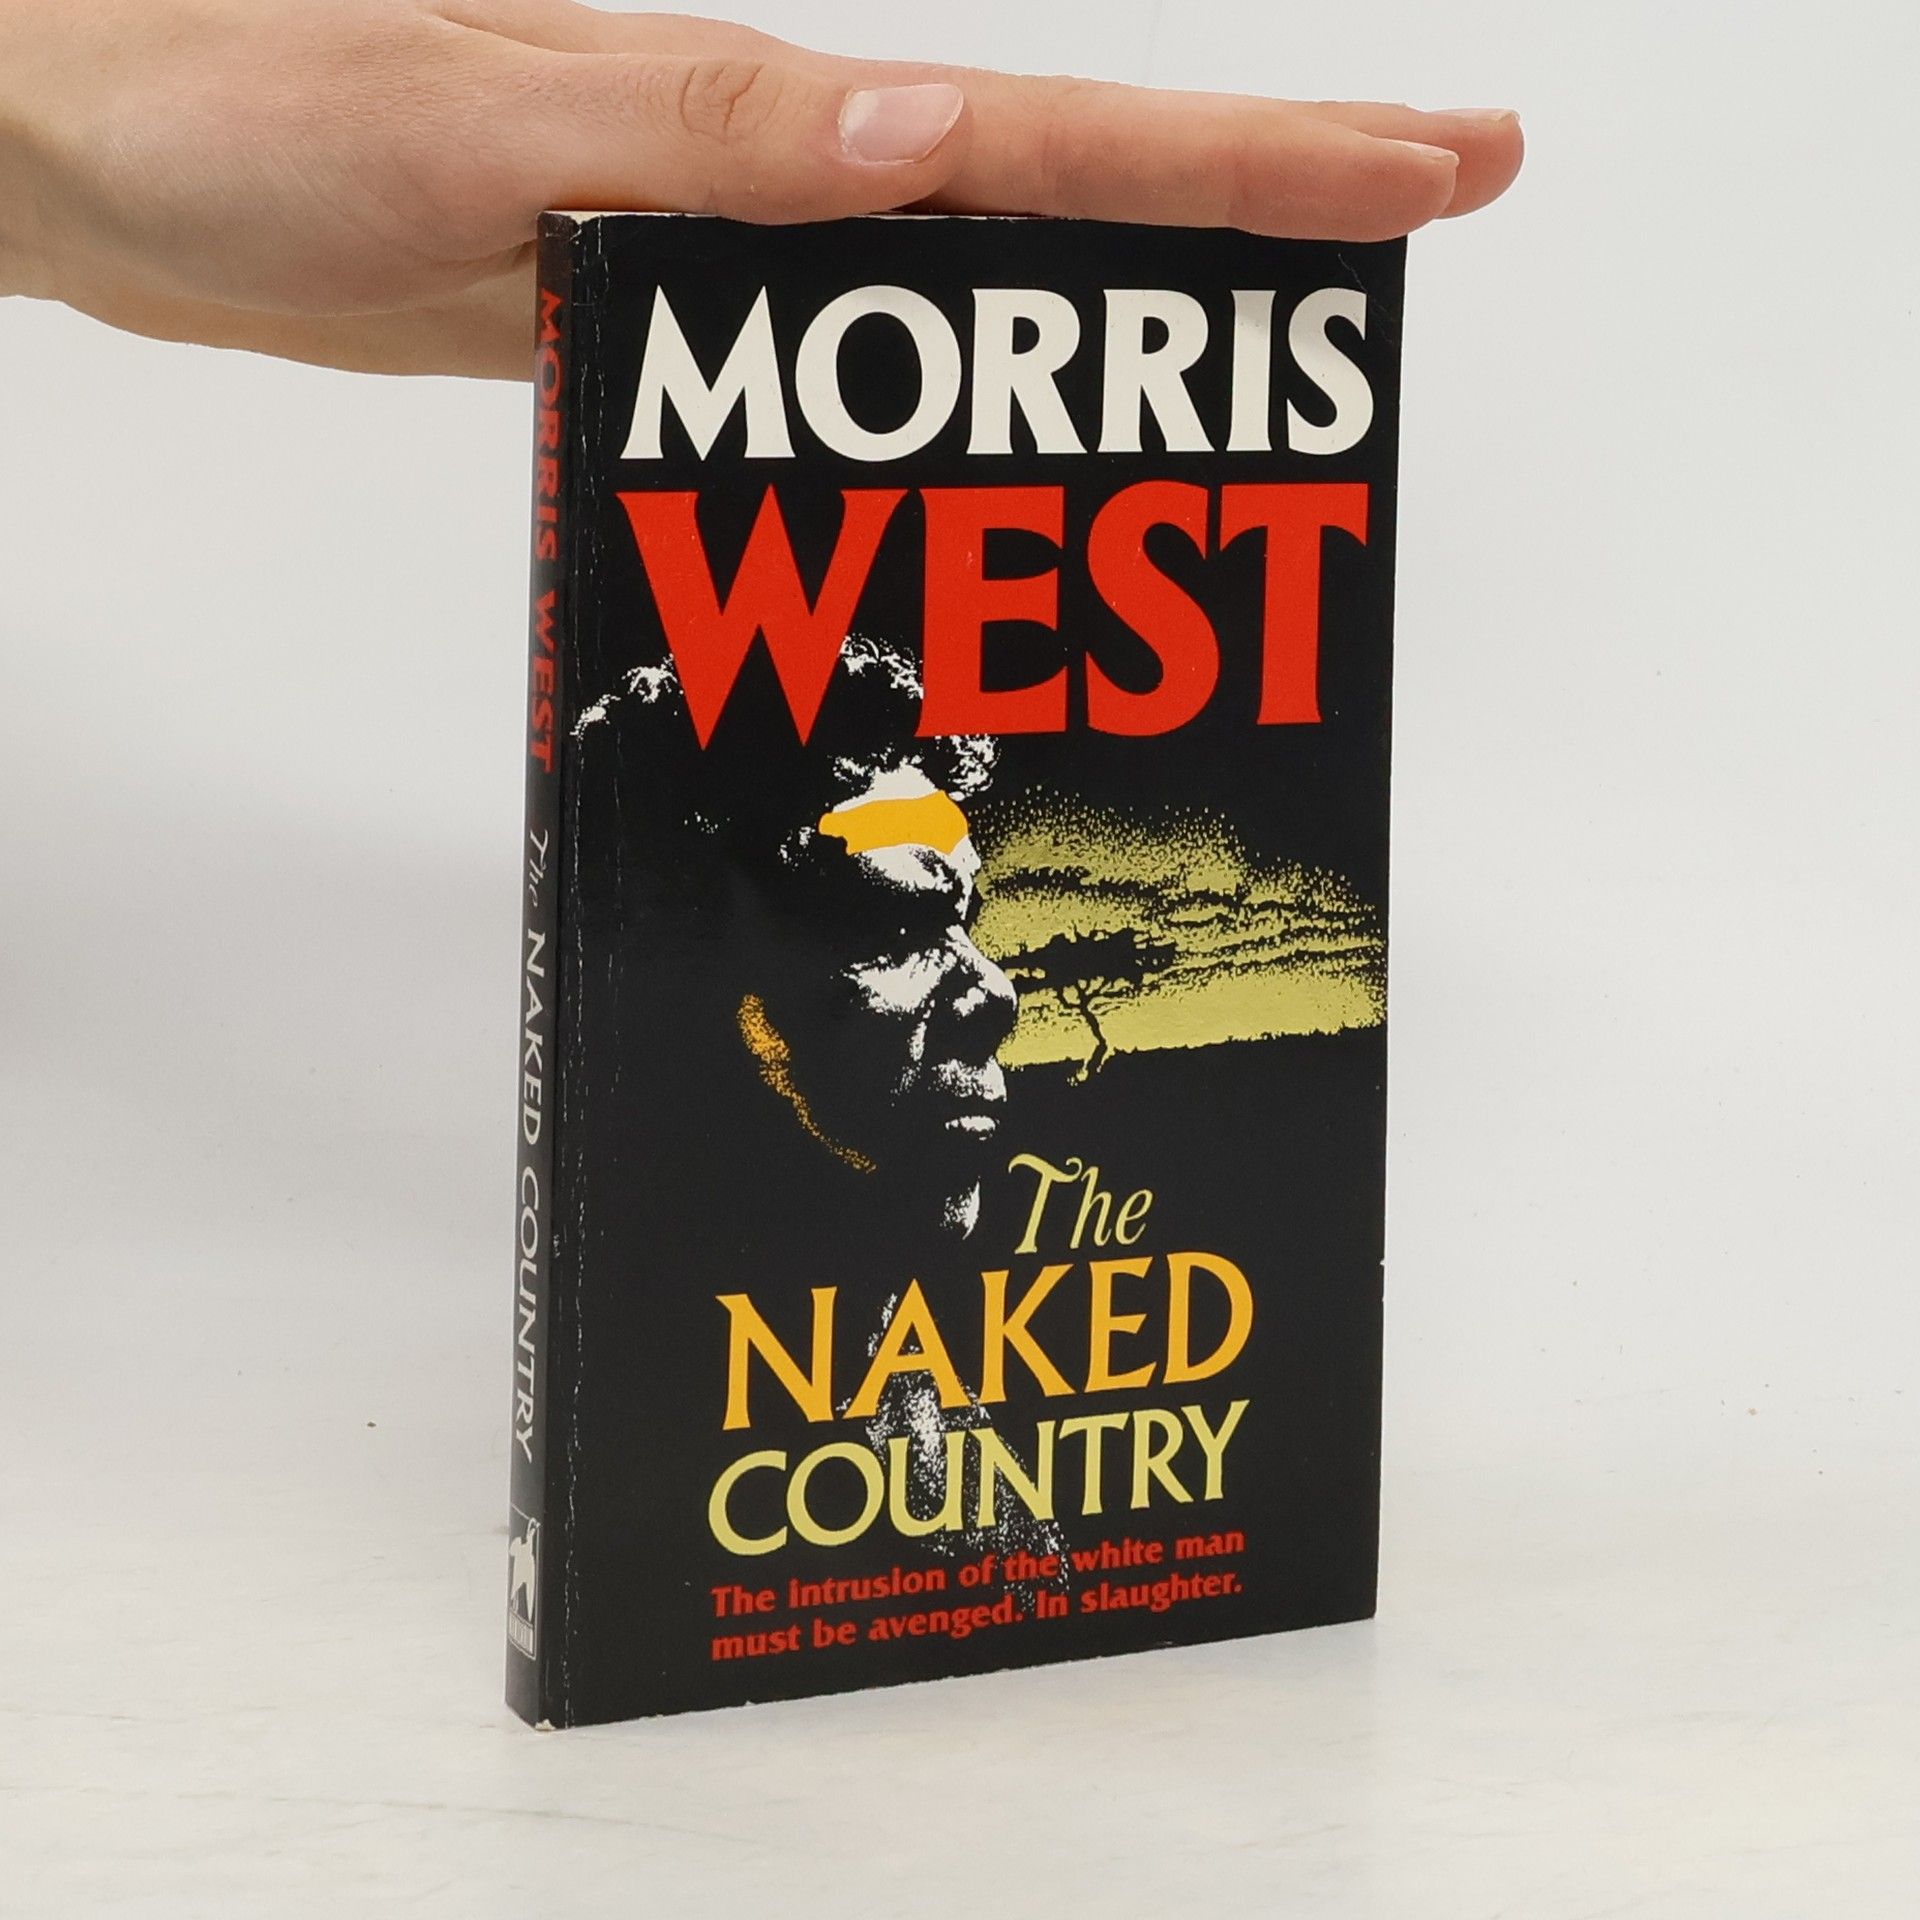 MORRIS
WEST
The
NAKED
COUNTRY
The intrusion of the white man
must be avenged. In slaughter.
MORRIS WEST The NAKED COUNTRY